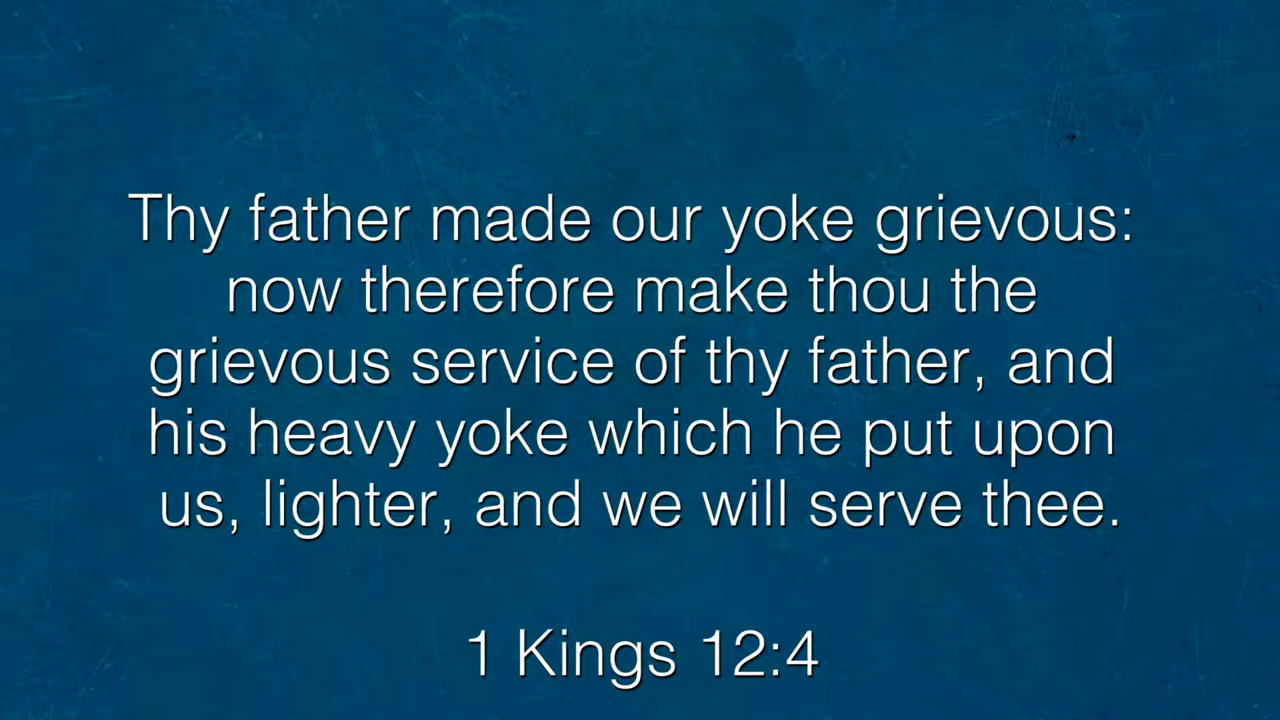 Thy father made our yoke grievous:
now therefore make thou the
grievous service of thy father, and
his heavy yoke which he put upon
us, lighter, and we will serve thee.
1 Kings 12:4